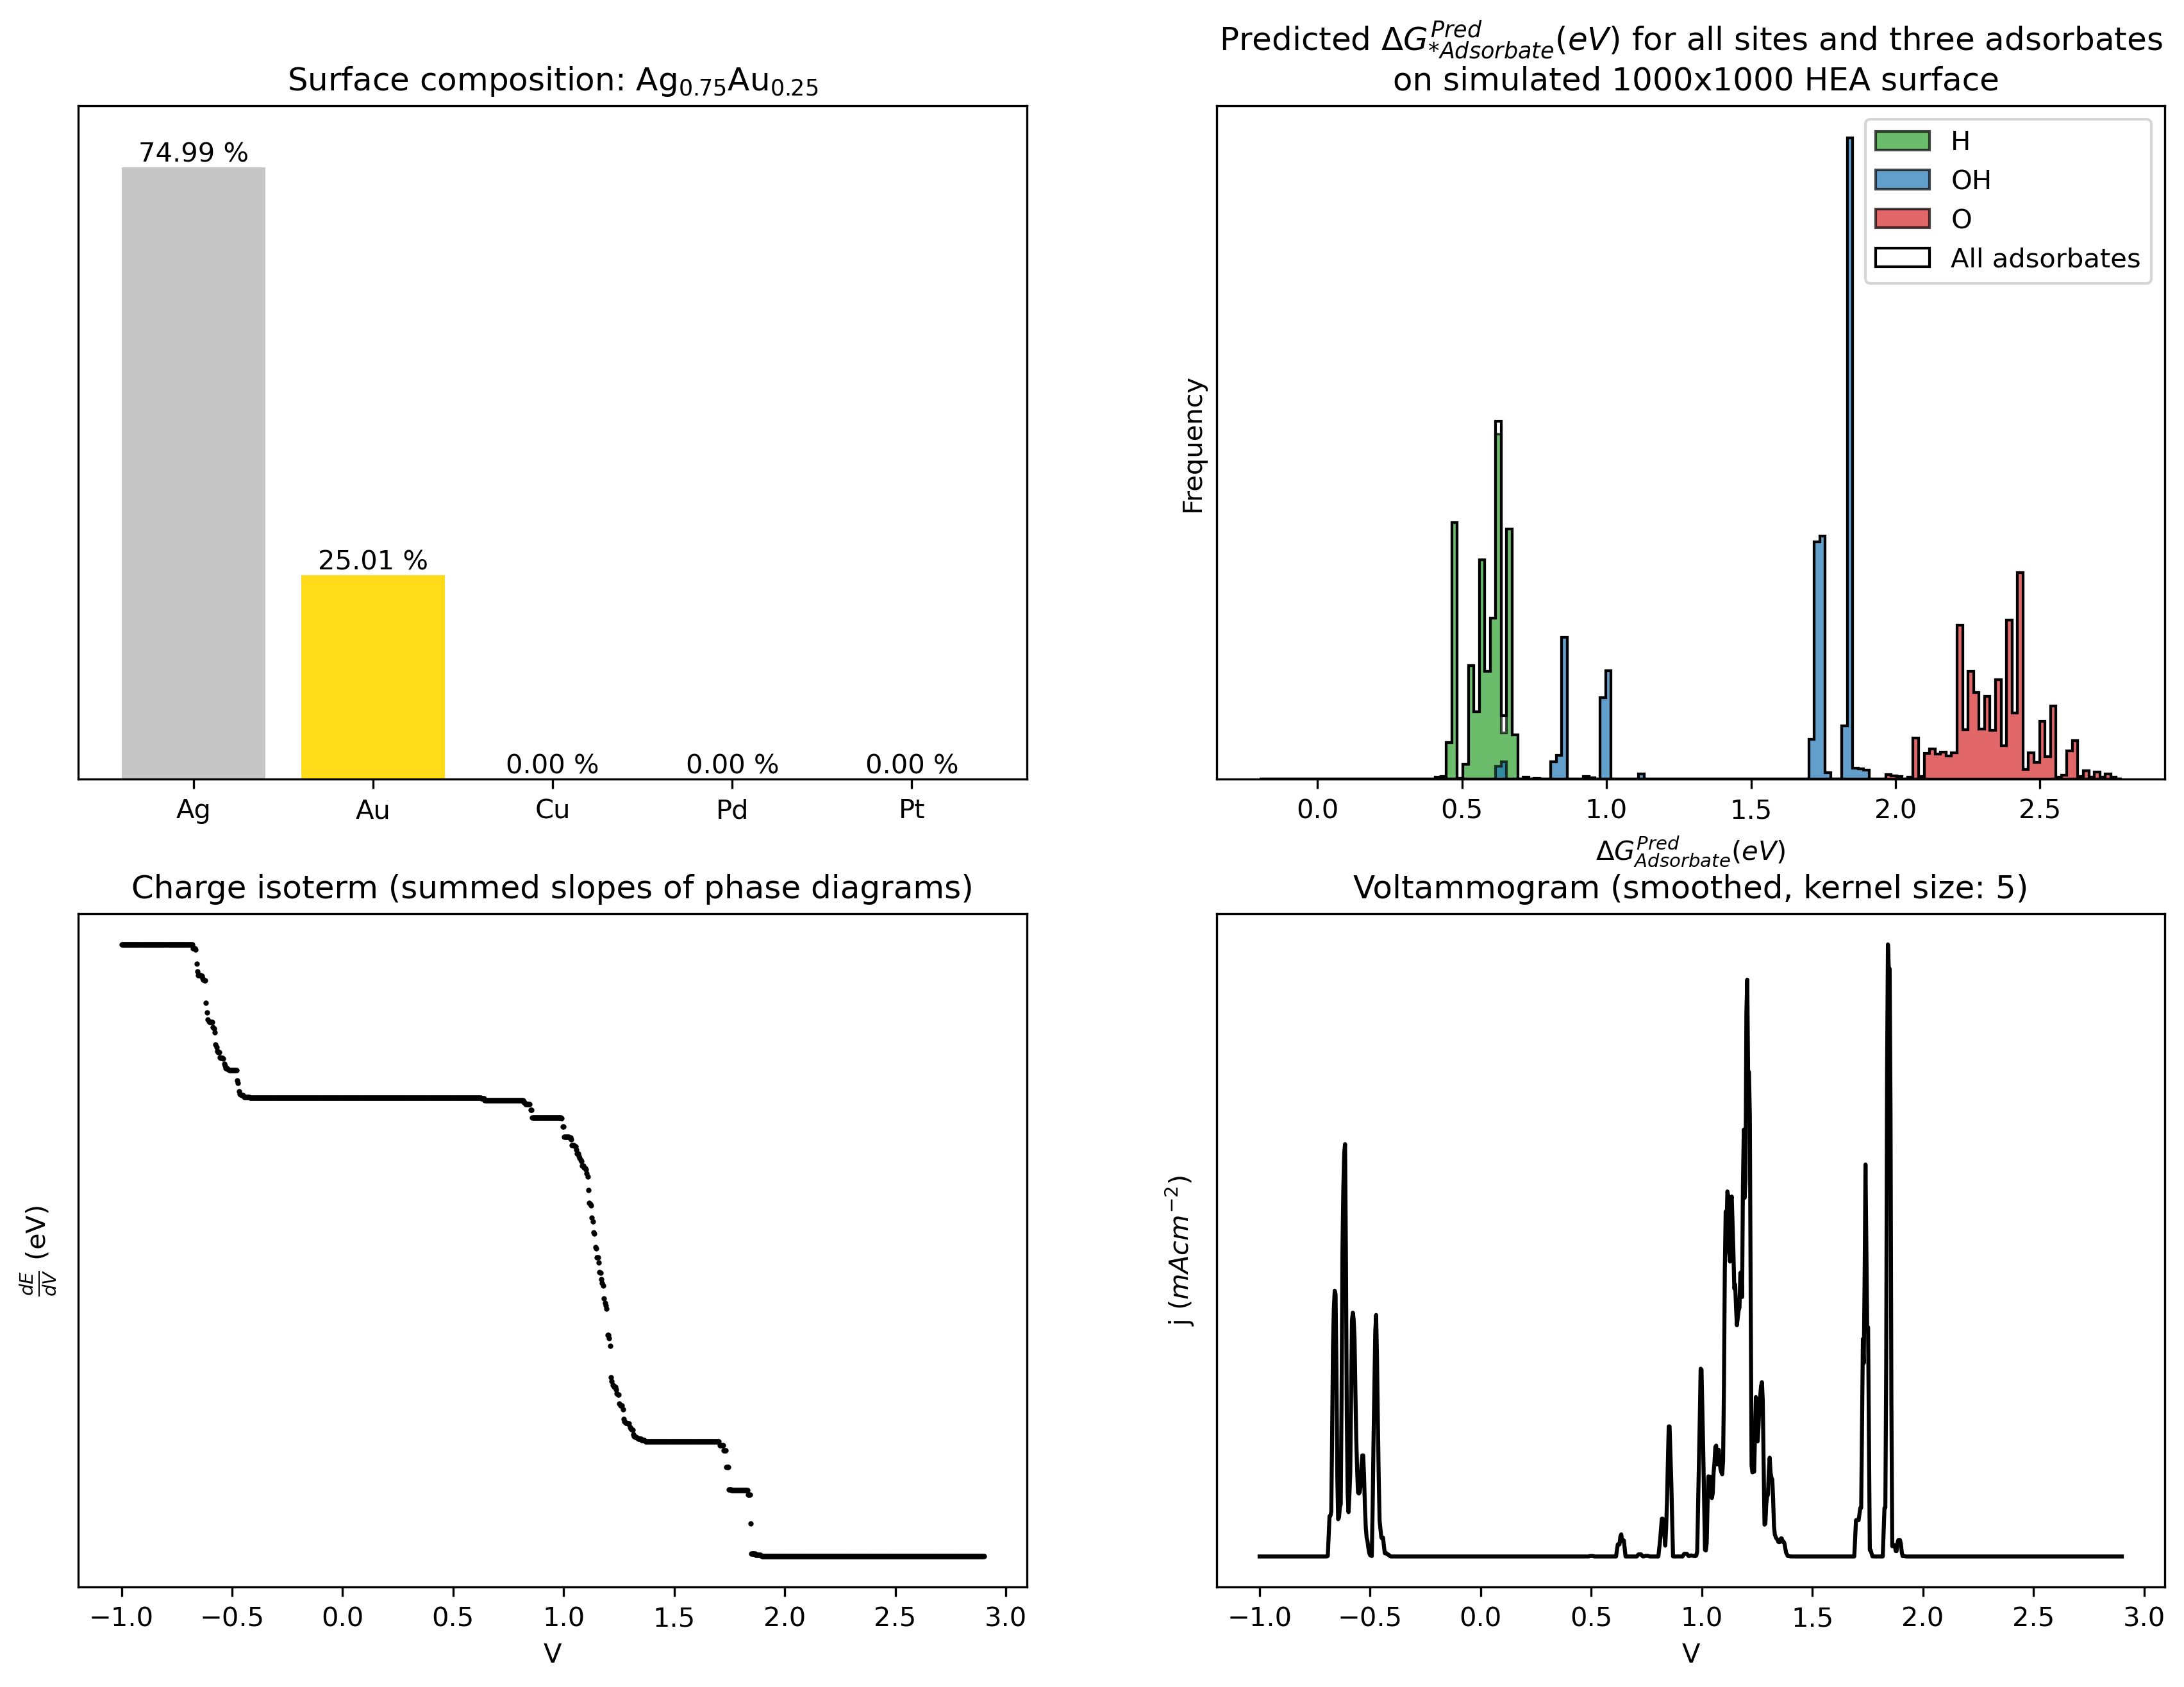 Surface composition: Ag0.75Au0.25
74.99 %
25.01 %
0.00 %
0.00 %
0.00 %
Ag
Au
Cu
Pd
Pt
Predicted ΔG^{Pred}_{*Adsorbate}(eV) for all sites and three adsorbates
on simulated 1000x1000 HEA surface
H
OH
O
All adsorbates
Frequency
0.0
0.5
1.0
1.5
2.0
2.5
ΔG^{Pred}_{Adsorbate}(eV)
Charge isoterm (summed slopes of phase diagrams)
dE/dV (eV)
−1.0
−0.5
0.0
0.5
1.0
1.5
2.0
2.5
3.0
V
Voltammogram (smoothed, kernel size: 5)
j (mAcm⁻²)
−1.0
−0.5
0.0
0.5
1.0
1.5
2.0
2.5
3.0
V